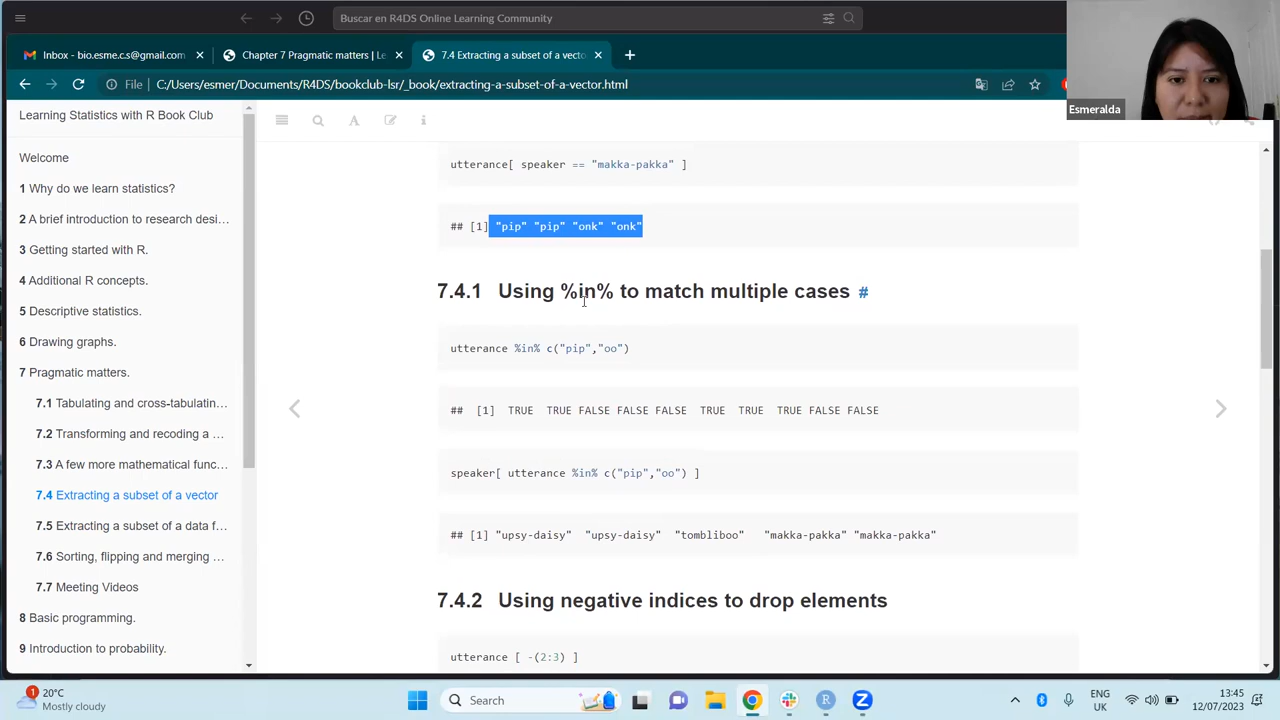 Buscar en R4DS Online Learning Community
Inbox - bio.esme.c.s@gmail.com
Chapter 7 Pragmatic matters | Le
7.4 Extracting a subset of a vecto
File
C:/Users/esmer/Documents/R4DS/bookclub-lsr/_book/extracting-a-subset-of-a-vector.html
Esmeralda
Learning Statistics with R Book Club
Welcome
1 Why do we learn statistics?
2 A brief introduction to research desi...
3 Getting started with R.
4 Additional R concepts.
5 Descriptive statistics.
6 Drawing graphs.
7 Pragmatic matters.
7.1 Tabulating and cross-tabulatin...
7.2 Transforming and recoding a ...
7.3 A few more mathematical func...
7.4 Extracting a subset of a vector
7.5 Extracting a subset of a data f...
7.6 Sorting, flipping and merging ...
7.7 Meeting Videos
8 Basic programming.
9 Introduction to probability.
utterance[ speaker == "makka-pakka" ]
## [1] "pip" "pip" "onk" "onk"
7.4.1 Using %in% to match multiple cases #
utterance %in% c("pip","oo")
## [1] TRUE TRUE FALSE FALSE FALSE TRUE TRUE TRUE FALSE FALSE
speaker[ utterance %in% c("pip","oo") ]
## [1] "upsy-daisy" "upsy-daisy" "tombliboo" "makka-pakka" "makka-pakka"
7.4.2 Using negative indices to drop elements
utterance [ -(2:3) ]
1
20°C
Mostly cloudy
Search
ENG
UK
13:45
12/07/2023